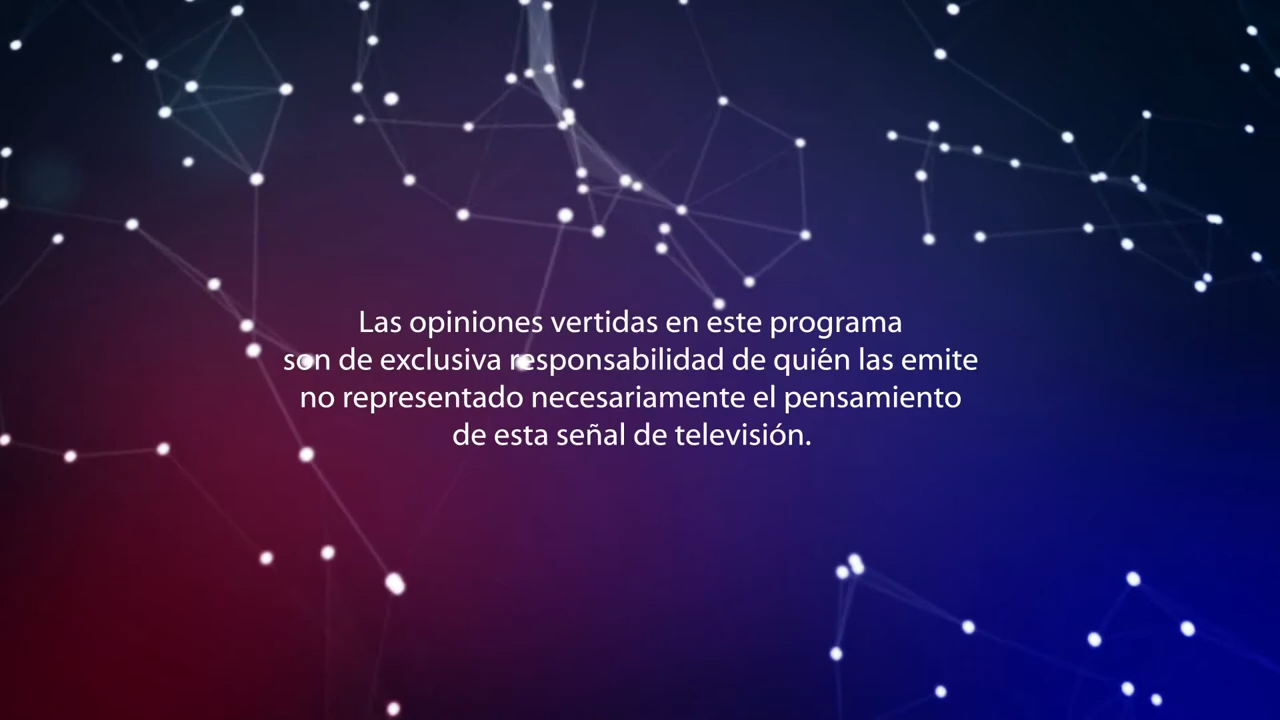 Las opiniones vertidas en este programa
son de exclusiva responsabilidad de quién las emite
no representado necesariamente el pensamiento
de esta señal de televisión.